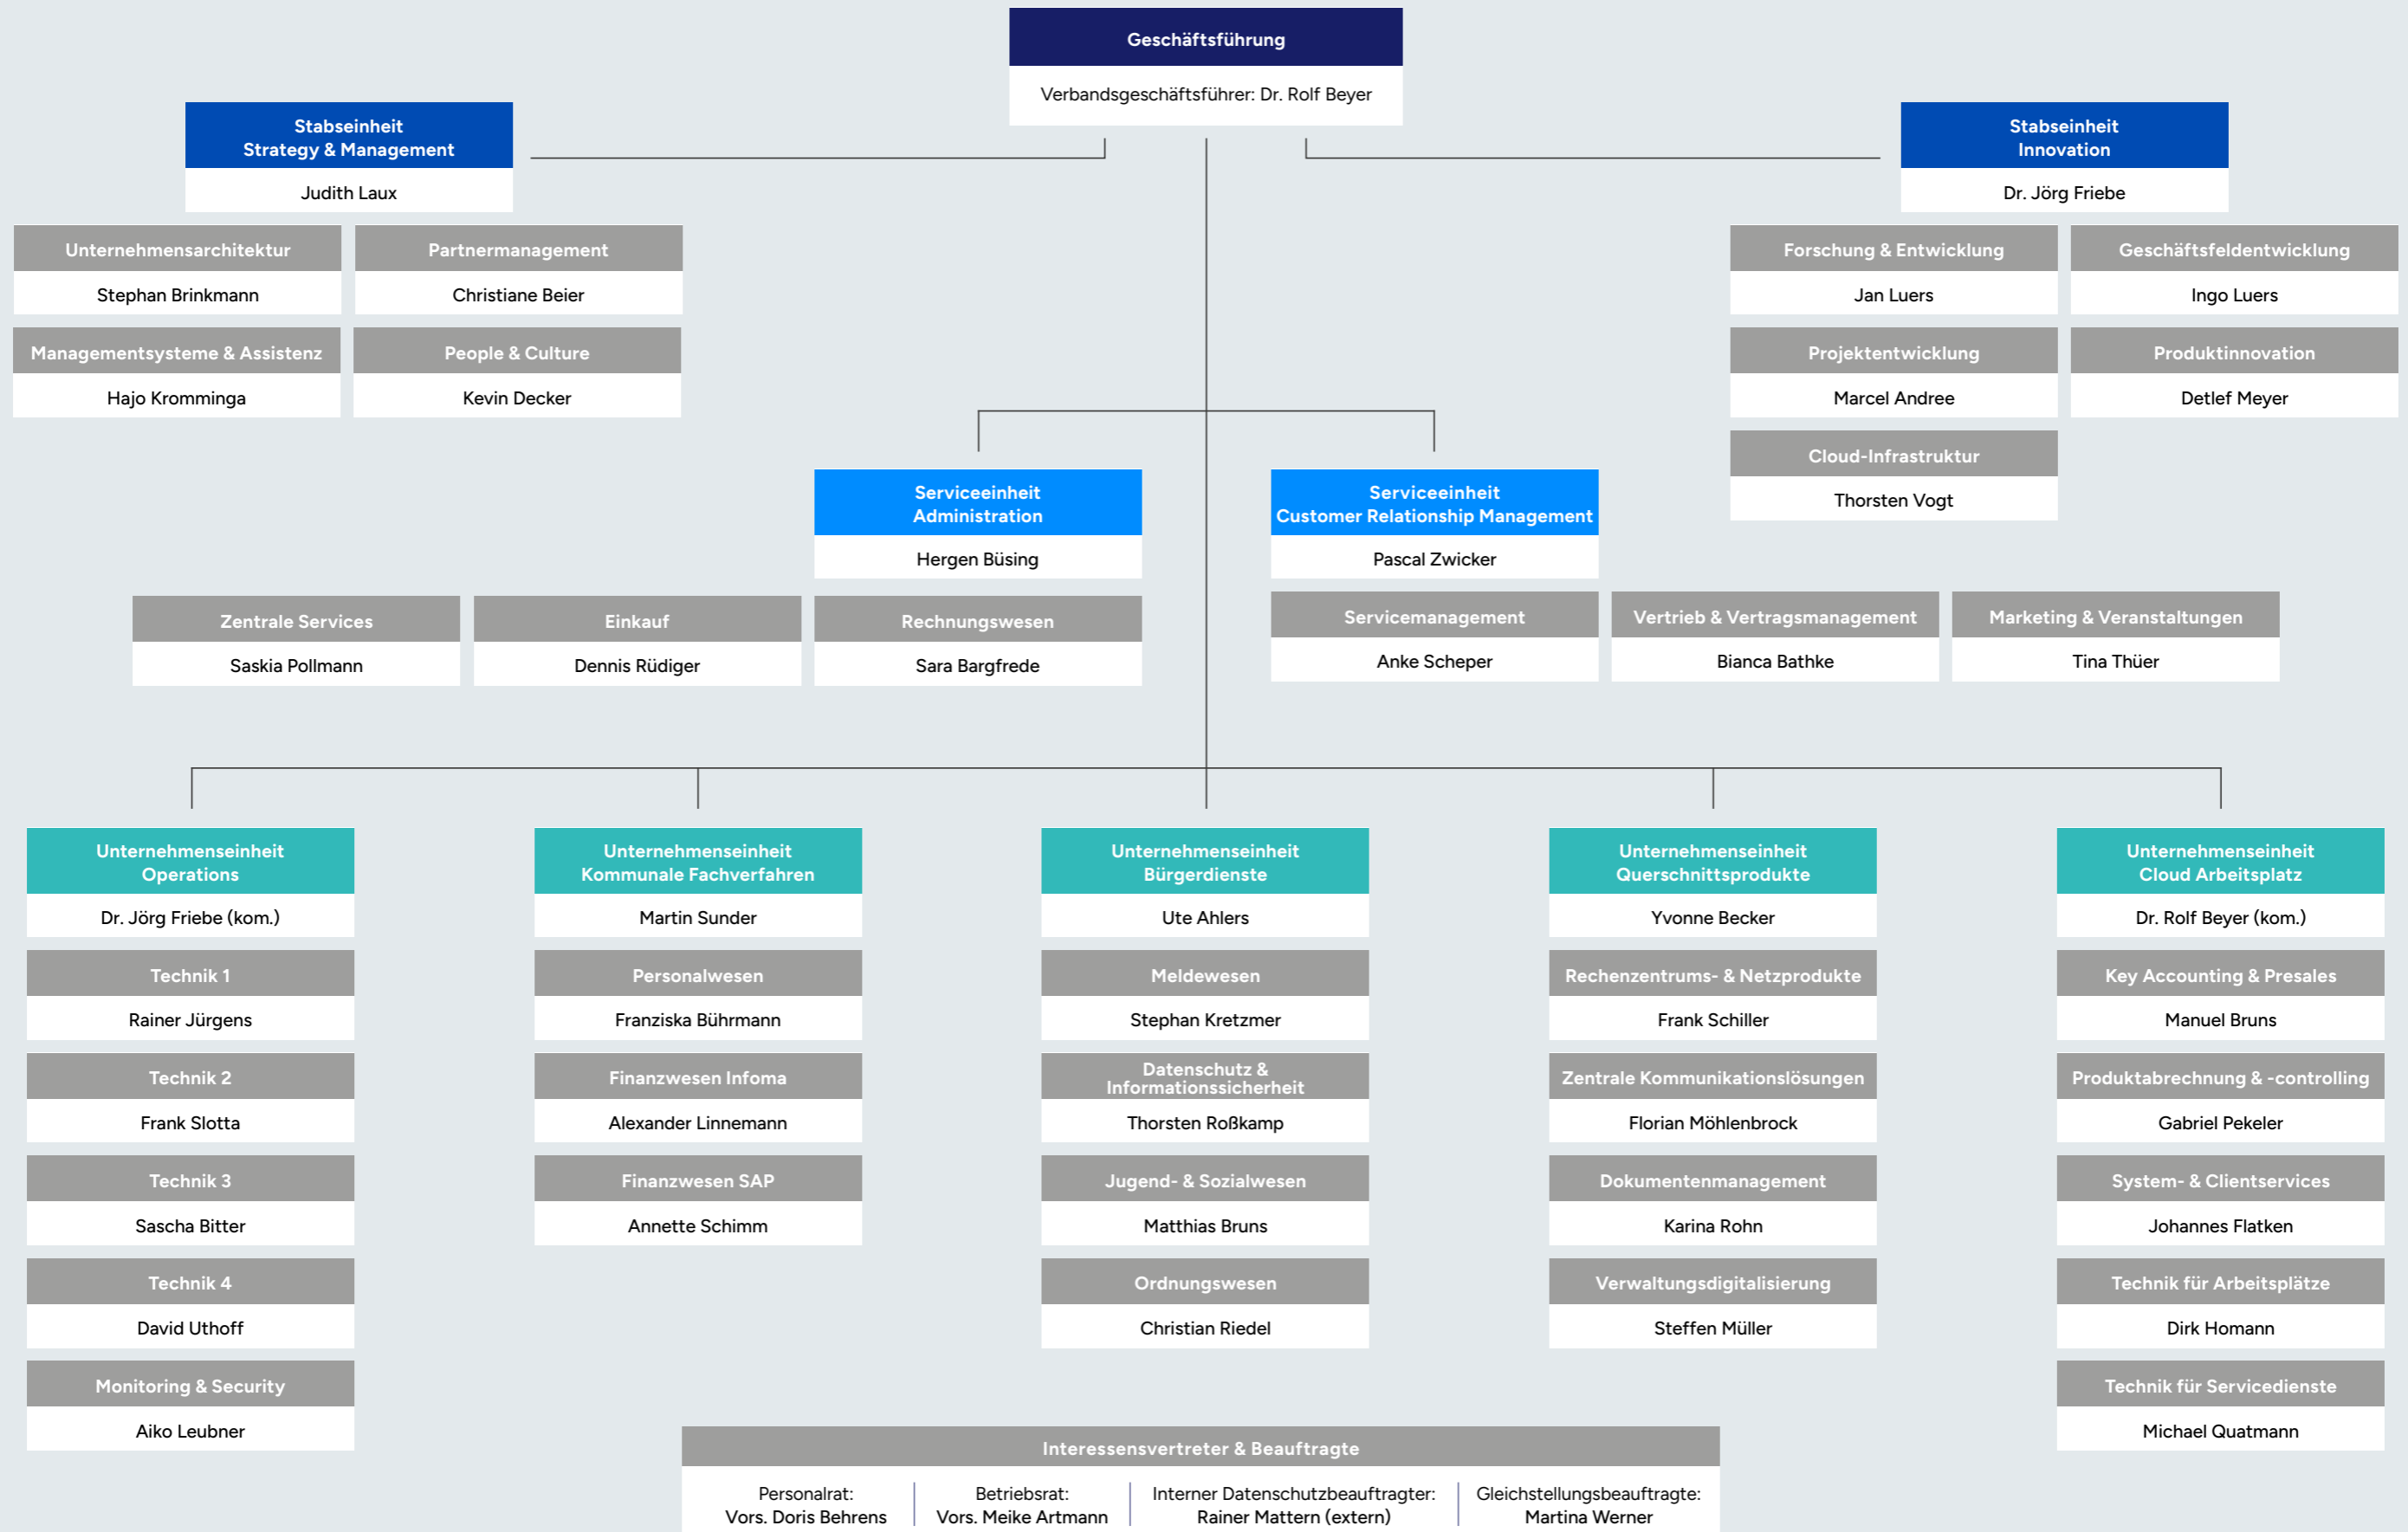 Geschäftsführung
Verbandsgeschäftsführer: Dr. Rolf Beyer
Stabseinheit
Strategy & Management
Judith Laux
Unternehmensarchitektur
Stephan Brinkmann
Partnermanagement
Christiane Beier
Managementsysteme & Assistenz
Hajo Kromminga
People & Culture
Kevin Decker
Stabseinheit
Innovation
Dr. Jörg Friebe
Forschung & Entwicklung
Jan Luers
Geschäftsfeldentwicklung
Ingo Luers
Projektentwicklung
Marcel Andree
Produktinnovation
Detlef Meyer
Cloud-Infrastruktur
Thorsten Vogt
Serviceeinheit
Administration
Hergen Büsing
Zentrale Services
Saskia Pollmann
Einkauf
Dennis Rüdiger
Rechnungswesen
Sara Bargfrede
Serviceeinheit
Customer Relationship Management
Pascal Zwicker
Servicemanagement
Anke Scheper
Vertrieb & Vertragsmanagement
Bianca Bathke
Marketing & Veranstaltungen
Tina Thüer
Unternehmenseinheit
Operations
Dr. Jörg Friebe (kom.)
Technik 1
Rainer Jürgens
Technik 2
Frank Slotta
Technik 3
Sascha Bitter
Technik 4
David Uthoff
Monitoring & Security
Aiko Leubner
Unternehmenseinheit
Kommunale Fachverfahren
Martin Sunder
Personalwesen
Franziska Bührmann
Finanzwesen Infoma
Alexander Linnemann
Finanzwesen SAP
Annette Schimm
Unternehmenseinheit
Bürgerdienste
Ute Ahlers
Meldewesen
Stephan Kretzmer
Datenschutz &
Informationssicherheit
Thorsten Roßkamp
Jugend- & Sozialwesen
Matthias Bruns
Ordnungswesen
Christian Riedel
Unternehmenseinheit
Querschnittsprodukte
Yvonne Becker
Rechenzentrums- & Netzprodukte
Frank Schiller
Zentrale Kommunikationslösungen
Florian Möhlenbrock
Dokumentenmanagement
Karina Rohn
Verwaltungsdigitalisierung
Steffen Müller
Unternehmenseinheit
Cloud Arbeitsplatz
Dr. Rolf Beyer (kom.)
Key Accounting & Presales
Manuel Bruns
Produktabrechnung & -controlling
Gabriel Pekeler
System- & Clientservices
Johannes Flatken
Technik für Arbeitsplätze
Dirk Homann
Technik für Servicedienste
Michael Quatmann
Interessensvertreter & Beauftragte
Personalrat:
Vors. Doris Behrens
Betriebsrat:
Vors. Meike Artmann
Interner Datenschutzbeauftragter:
Rainer Mattern (extern)
Gleichstellungsbeauftragte:
Martina Werner